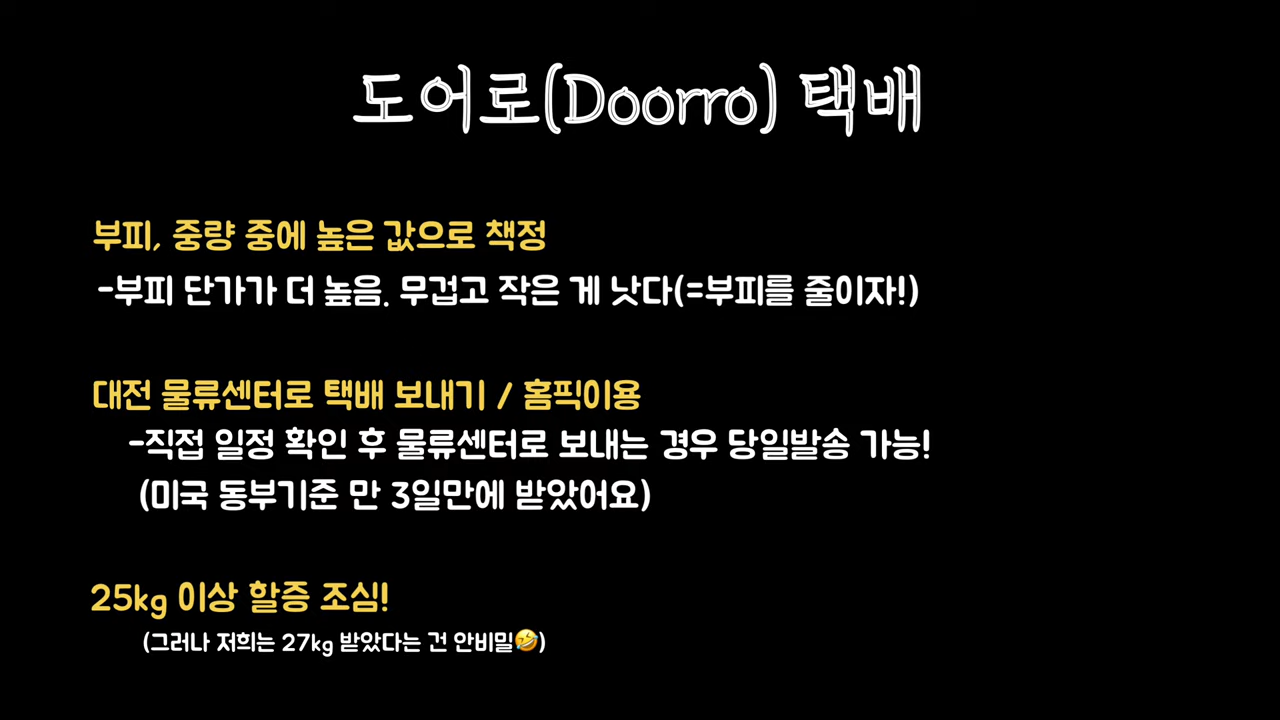 도어로(Doorro) 택배
부피, 중량 중에 높은 값으로 책정
-부피 단가가 더 높음. 무겁고 작은 게 낫다(=부피를 줄이자!)
대전 물류센터로 택배 보내기 / 홈픽이용
-직접 일정 확인 후 물류센터로 보내는 경우 당일발송 가능!
(미국 동부기준 만 3일만에 받았어요)
25kg 이상 할증 조심!
(그러나 저희는 27kg 받았다는 건 안비밀🤣)